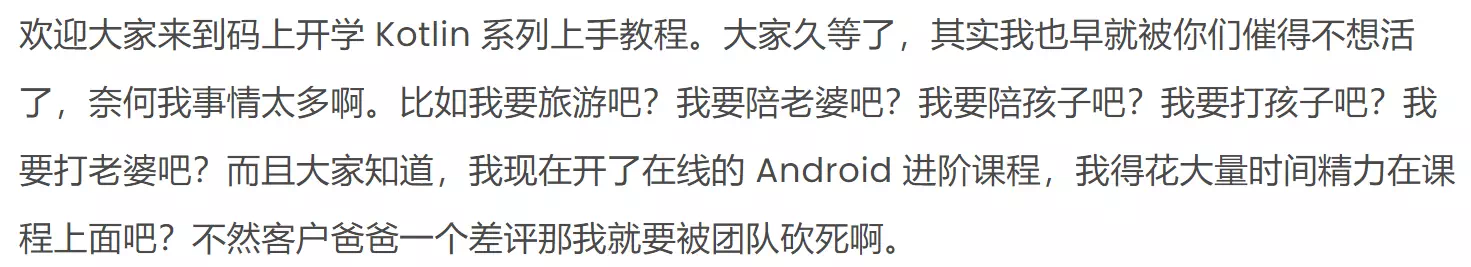 欢迎大家来到码上开学 Kotlin 系列上手教程。大家久等了，其实我也早就被你们催得不想活
了，奈何我事情太多啊。比如我要旅游吧？我要陪老婆吧？我要陪孩子吧？我要打孩子吧？我
要打老婆吧？而且大家知道，我现在开了在线的 Android 进阶课程，我得花大量时间精力在课
程上面吧？不然客户爸爸一个差评那我就要被团队砍死啊。